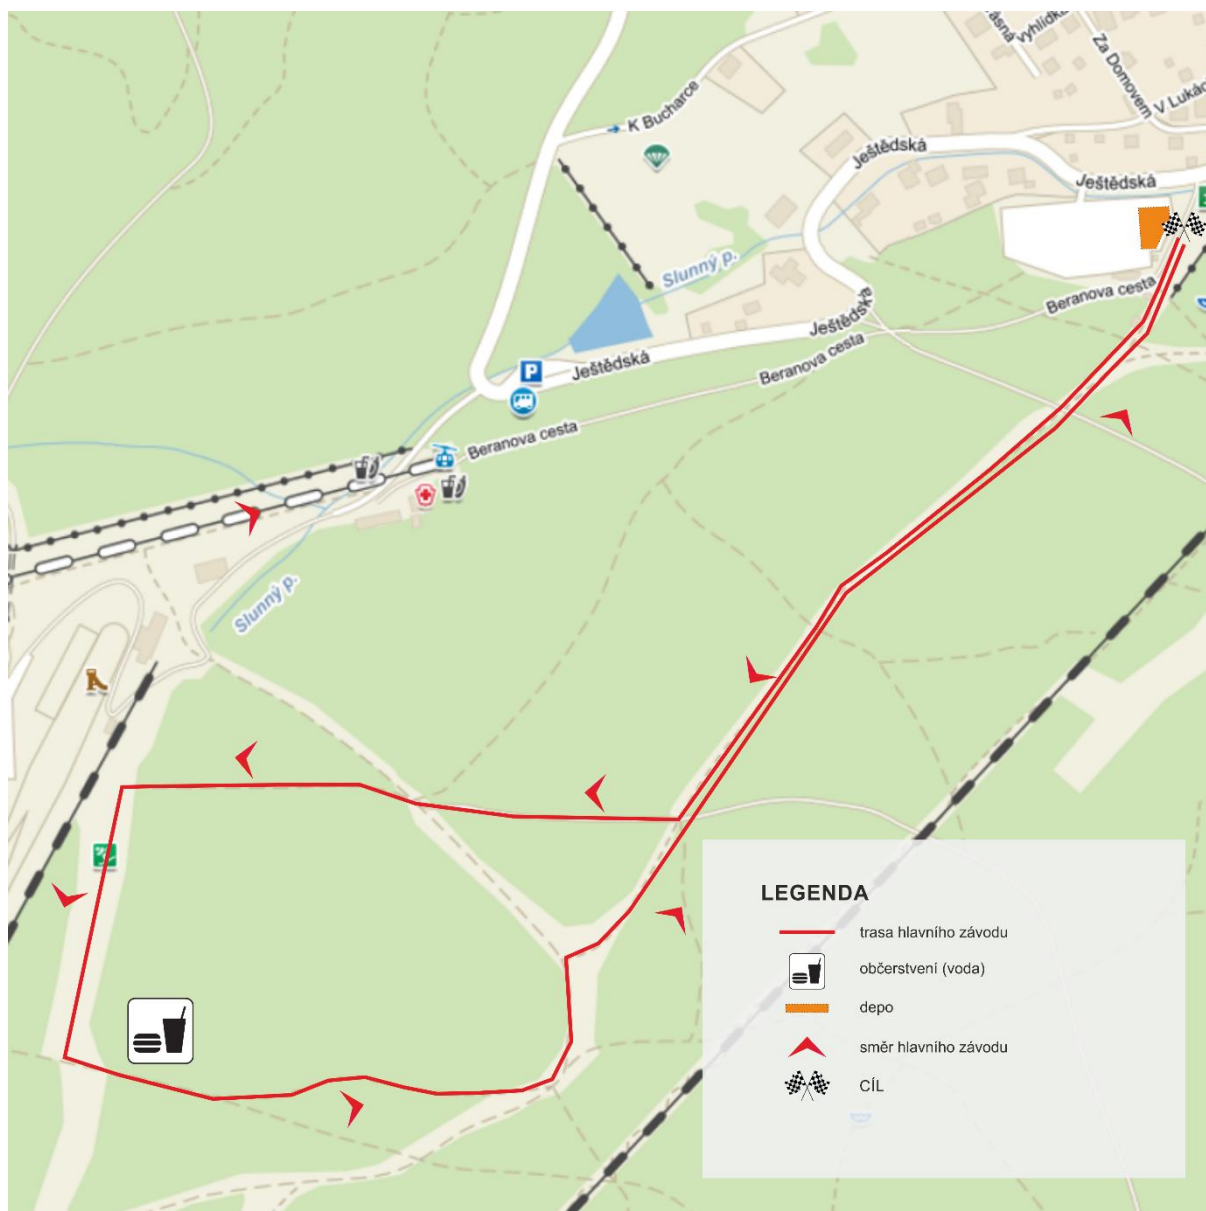 vyhlídka
Za Domovem
K Bucharce
Ještědská
Ještědská
Slunný p.
Beranova cesta
Ještědská
Beranova cesta
Ještědská
P
Beranova cesta
Slunný p.
LEGENDA
trasa hlavního závodu
občerstvení (voda)
depo
směr hlavního závodu
CÍL